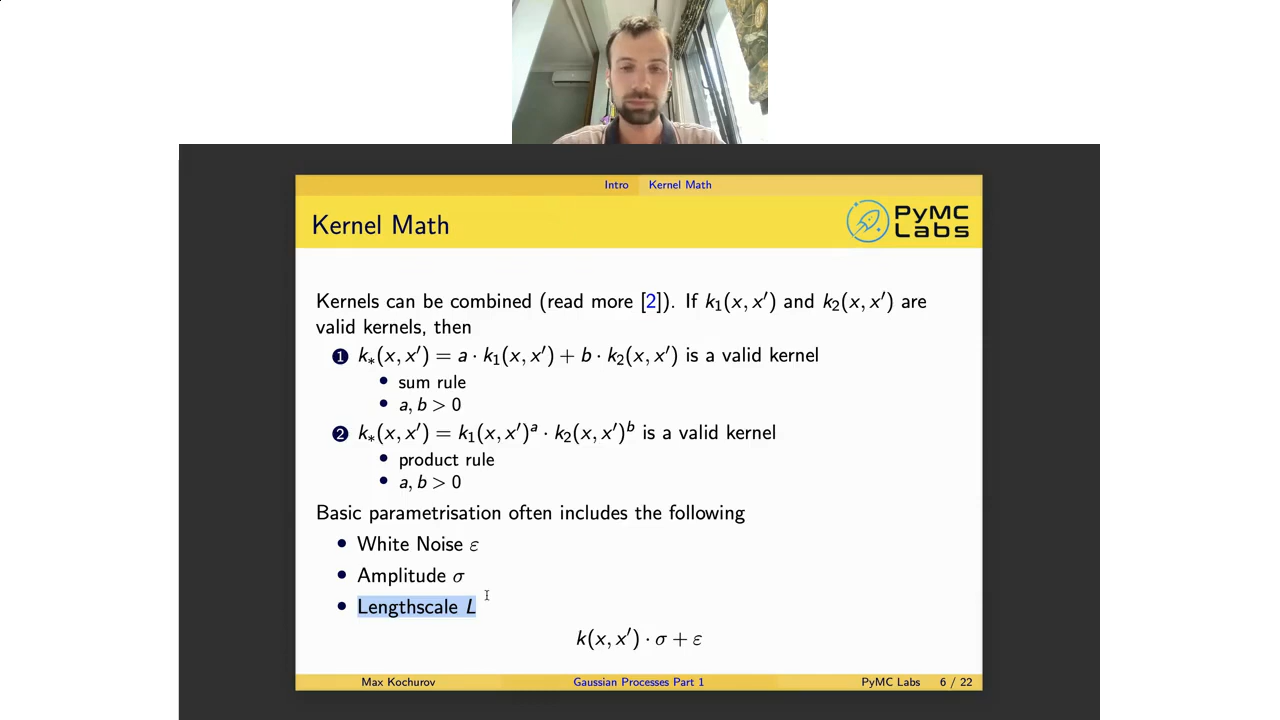 Intro Kernel Math
Kernel Math
PyMC
Labs
Kernels can be combined (read more [2]). If k₁(x, x′) and k₂(x, x′) are
valid kernels, then
1 k∗(x, x′) = a · k₁(x, x′) + b · k₂(x, x′) is a valid kernel
• sum rule
• a, b > 0
2 k∗(x, x′) = k₁(x, x′)ᵃ · k₂(x, x′)ᵇ is a valid kernel
• product rule
• a, b > 0
Basic parametrisation often includes the following
• White Noise ε
• Amplitude σ
• Lengthscale L
k(x, x′) · σ + ε
Max Kochurov Gaussian Processes Part 1 PyMC Labs 6 / 22